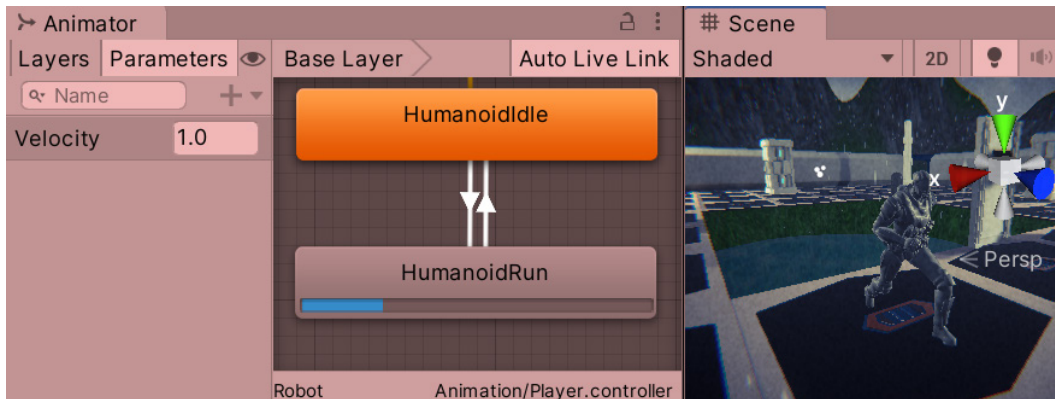 Animator
Layers Parameters
Name
Velocity 1.0
Base Layer Auto Live Link
HumanoidIdle
HumanoidRun
Robot Animation/Player.controller
Scene
Shaded 2D
y
x
Persp